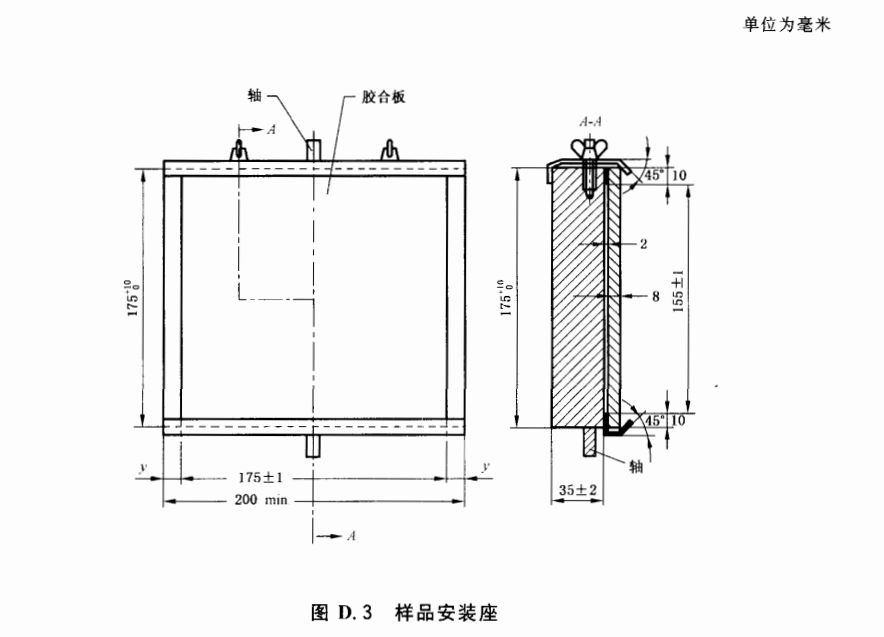 单位为毫米
轴
胶合板
A
A-A
45°
10
2
175 +10 0
175 +10 0
8
155±1
45°
10
y
175±1
y
轴
200 min
35±2
A
图 D.3 样品安装座